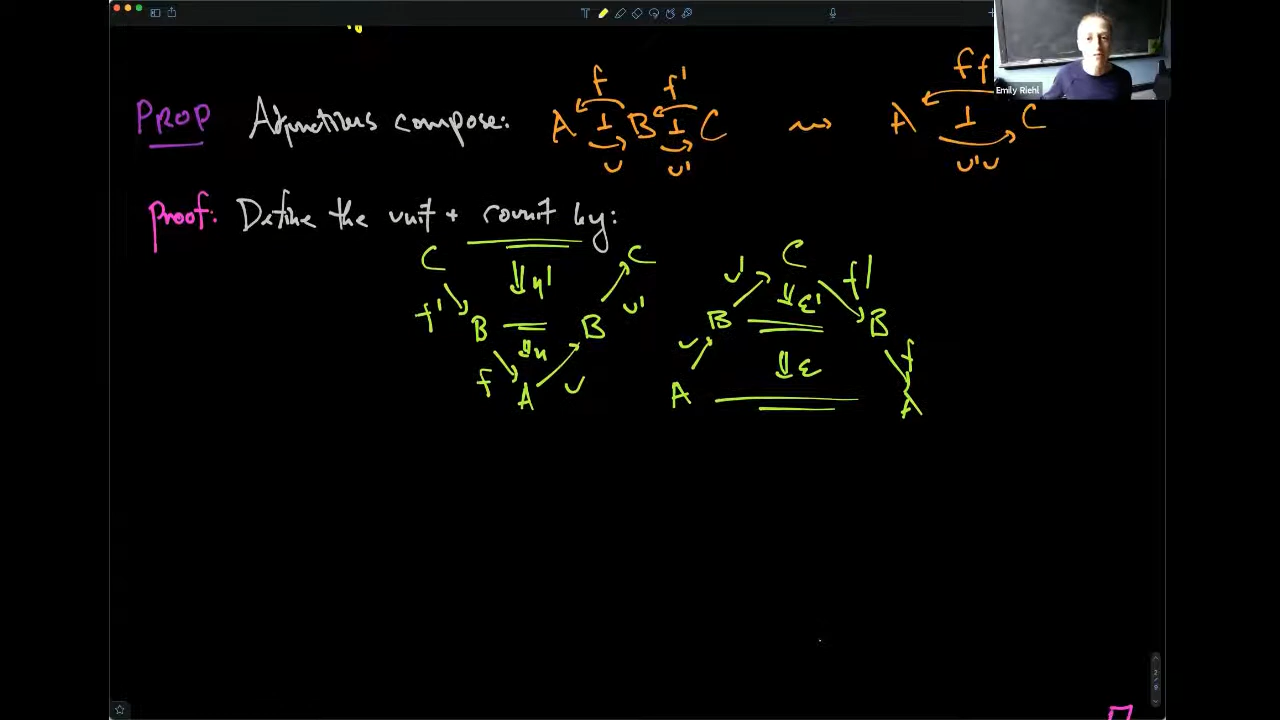 f f' ff
PROP Adjunctions compose: A ⊥ B ⊥ C ⇝ A ⊥ C
u u' u'u
Emily Riehl
Proof: Define the unit + counit by:
C C C
⇓η' u' ⇓ε' f'
f' B B u' B B
⇓η u ⇓ε f
f A u A A